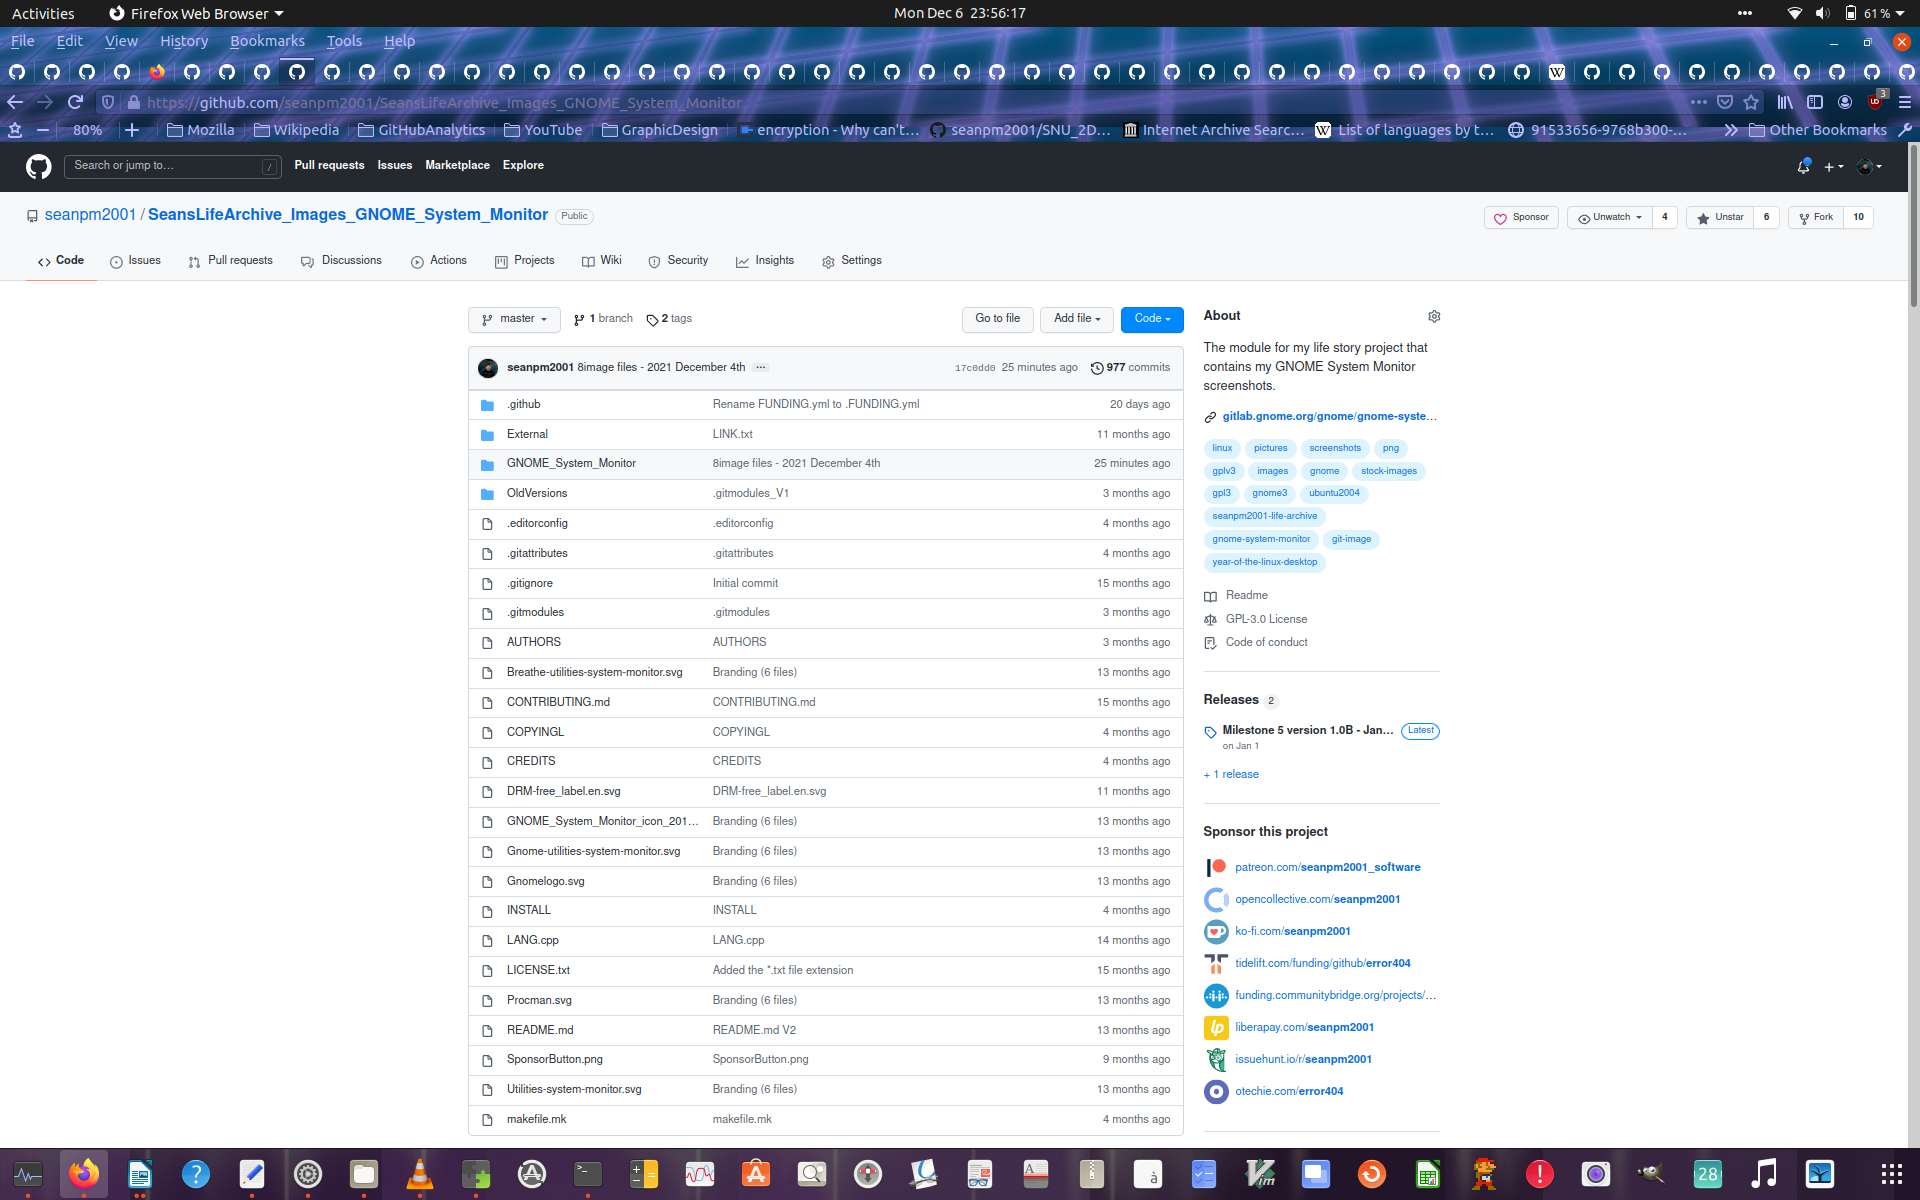 Activities
Firefox Web Browser
Mon Dec 6 23:56:17
61 %
File Edit View History Bookmarks Tools Help
https://github.com/seanpm2001/SeansLifeArchive_Images_GNOME_System_Monitor
3
80%
Mozilla
Wikipedia
GitHubAnalytics
YouTube
GraphicDesign
encryption - Why can't…
seanpm2001/SNU_2D…
Internet Archive Searc…
List of languages by t…
91533656-9768b300-…
Other Bookmarks
Search or jump to…
/
Pull requests Issues Marketplace Explore
seanpm2001 / SeansLifeArchive_Images_GNOME_System_Monitor Public
Sponsor
Unwatch 4
Unstar 6
Fork 10
Code Issues Pull requests Discussions Actions Projects Wiki Security Insights Settings
master 1 branch 2 tags
Go to file Add file Code
seanpm2001 8image files - 2021 December 4th … 17c0dd0 25 minutes ago 977 commits
.github Rename FUNDING.yml to .FUNDING.yml 20 days ago
External LINK.txt 11 months ago
GNOME_System_Monitor 8image files - 2021 December 4th 25 minutes ago
OldVersions .gitmodules_V1 3 months ago
.editorconfig .editorconfig 4 months ago
.gitattributes .gitattributes 4 months ago
.gitignore Initial commit 15 months ago
.gitmodules .gitmodules 3 months ago
AUTHORS AUTHORS 3 months ago
Breathe-utilities-system-monitor.svg Branding (6 files) 13 months ago
CONTRIBUTING.md CONTRIBUTING.md 15 months ago
COPYINGL COPYINGL 4 months ago
CREDITS CREDITS 4 months ago
DRM-free_label.en.svg DRM-free_label.en.svg 11 months ago
GNOME_System_Monitor_icon_201… Branding (6 files) 13 months ago
Gnome-utilities-system-monitor.svg Branding (6 files) 13 months ago
Gnomelogo.svg Branding (6 files) 13 months ago
INSTALL INSTALL 4 months ago
LANG.cpp LANG.cpp 14 months ago
LICENSE.txt Added the *.txt file extension 15 months ago
Procman.svg Branding (6 files) 13 months ago
README.md README.md V2 13 months ago
SponsorButton.png SponsorButton.png 9 months ago
Utilities-system-monitor.svg Branding (6 files) 13 months ago
makefile.mk makefile.mk 4 months ago
About
The module for my life story project that
contains my GNOME System Monitor
screenshots.
gitlab.gnome.org/gnome/gnome-syste…
linux pictures screenshots png
gplv3 images gnome stock-images
gpl3 gnome3 ubuntu2004
seanpm2001-life-archive
gnome-system-monitor git-image
year-of-the-linux-desktop
Readme
GPL-3.0 License
Code of conduct
Releases 2
Milestone 5 version 1.0B - Jan… Latest
on Jan 1
+ 1 release
Sponsor this project
patreon.com/seanpm2001_software
opencollective.com/seanpm2001
ko-fi.com/seanpm2001
tidelift.com/funding/github/error404
funding.communitybridge.org/projects/…
liberapay.com/seanpm2001
issuehunt.io/r/seanpm2001
otechie.com/error404
28